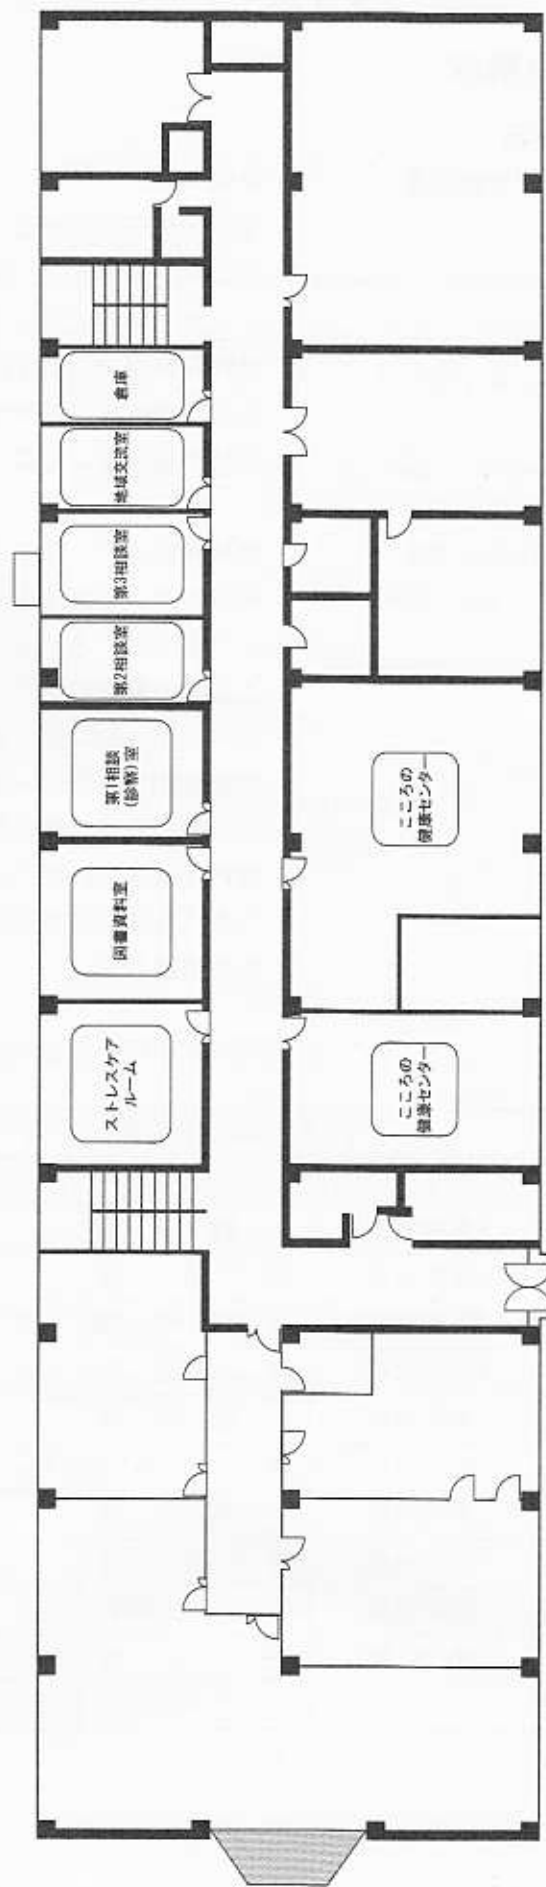 倉庫
地域交流室
第3相談室
第2相談室
第1相談
(診察)室
図書資料室
ストレスケア
ルーム
こころの
健康センター
こころの
健康センター